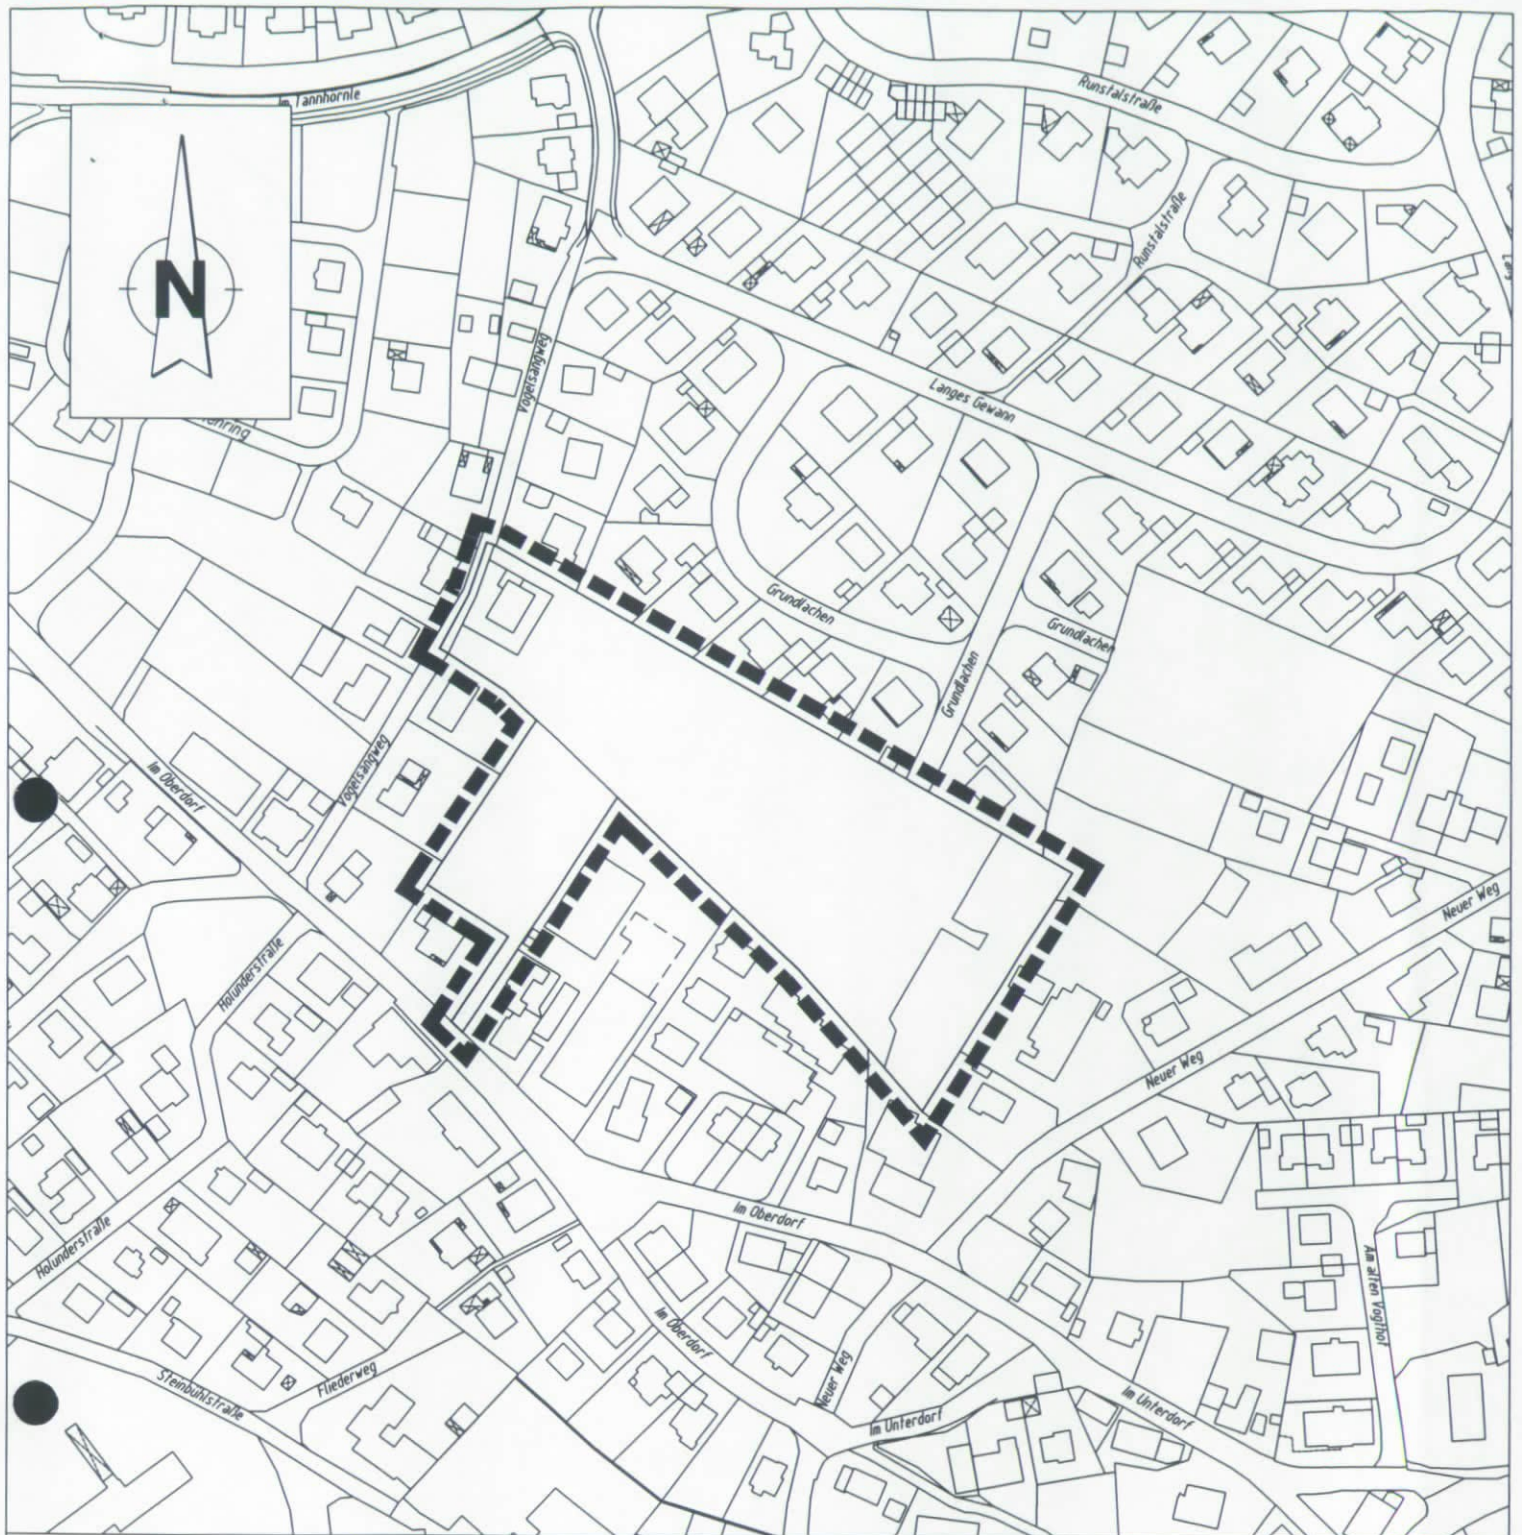 Im Tannhörnle
Runstalstraße
N
Runstalstraße
Vogelsangweg
Langes Gewann
Grundlachen
Grundlachen
Grundlachen
Vogelsangweg
Im Oberdorf
Neuer Weg
Holunderstraße
Neuer Weg
Im Oberdorf
Holunderstraße
Am alten Vogthof
Im Oberdorf
Neuer Weg
Fliederweg
Steinbühlstraße
Im Unterdorf
Im Unterdorf